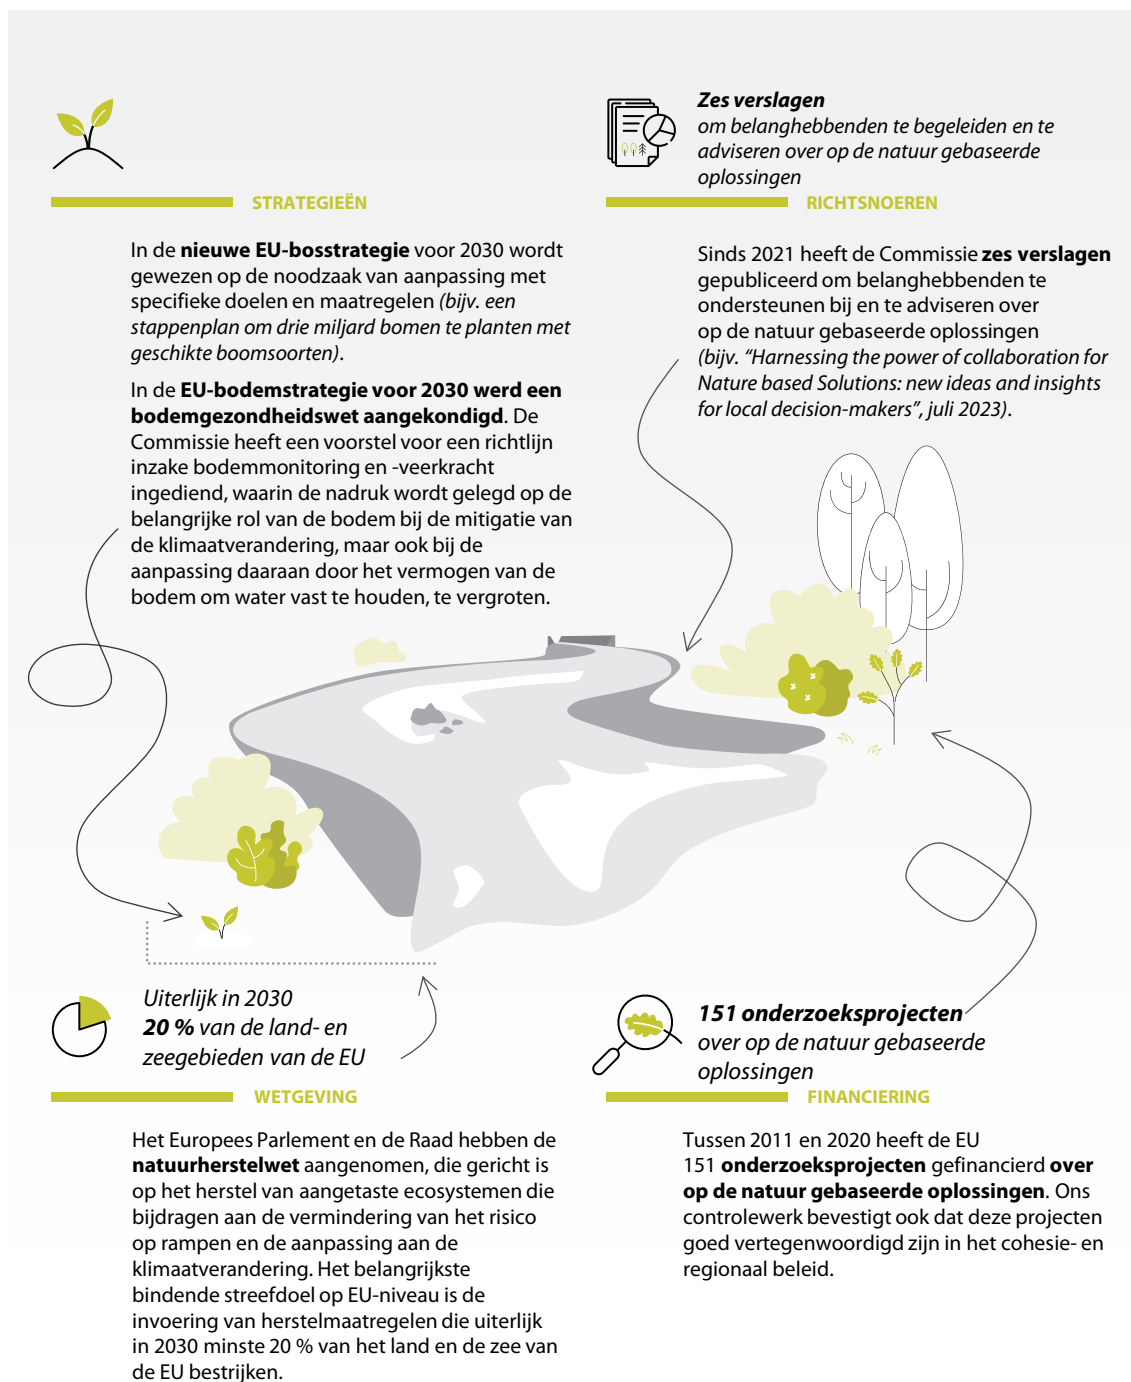 STRATEGIEËN
In de nieuwe EU-bosstrategie voor 2030 wordt
gewezen op de noodzaak van aanpassing met
specifieke doelen en maatregelen (bijv. een
stappenplan om drie miljard bomen te planten met
geschikte boomsoorten).
In de EU-bodemstrategie voor 2030 werd een
bodemgezondheidswet aangekondigd. De
Commissie heeft een voorstel voor een richtlijn
inzake bodemmonitoring en -veerkracht
ingediend, waarin de nadruk wordt gelegd op de
belangrijke rol van de bodem bij de mitigatie van
de klimaatverandering, maar ook bij de
aanpassing daaraan door het vermogen van de
bodem om water vast te houden, te vergroten.
Zes verslagen
om belanghebbenden te begeleiden en te
adviseren over op de natuur gebaseerde
oplossingen
RICHTSNOEREN
Sinds 2021 heeft de Commissie zes verslagen
gepubliceerd om belanghebbenden te
ondersteunen bij en te adviseren over
op de natuur gebaseerde oplossingen
(bijv. “Harnessing the power of collaboration for
Nature based Solutions: new ideas and insights
for local decision-makers”, juli 2023).
Uiterlijk in 2030
20 % van de land- en
zeegebieden van de EU
WETGEVING
Het Europees Parlement en de Raad hebben de
natuurherstelwet aangenomen, die gericht is
op het herstel van aangetaste ecosystemen die
bijdragen aan de vermindering van het risico
op rampen en de aanpassing aan de
klimaatverandering. Het belangrijkste
bindende streefdoel op EU-niveau is de
invoering van herstelmaatregelen die uiterlijk
in 2030 minste 20 % van het land en de zee van
de EU bestrijken.
151 onderzoeksprojecten
over op de natuur gebaseerde
oplossingen
FINANCIERING
Tussen 2011 en 2020 heeft de EU
151 onderzoeksprojecten gefinancierd over
op de natuur gebaseerde oplossingen. Ons
controlewerk bevestigt ook dat deze projecten
goed vertegenwoordigd zijn in het cohesie- en
regionaal beleid.